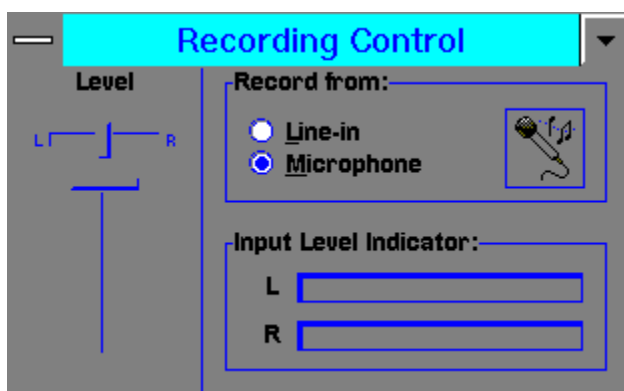 Recording Control
Level
L R
Record from:
Line-in
Microphone
Input Level Indicator:
L
R